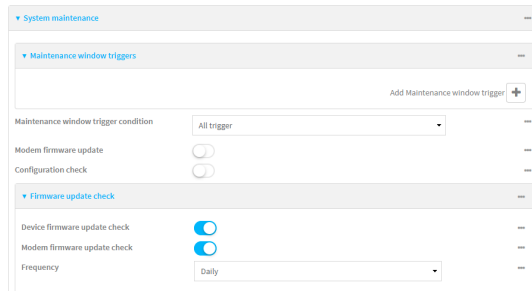 System maintenance
Maintenance window triggers
Add Maintenance window trigger
Maintenance window trigger condition All trigger
Modem firmware update
Configuration check
Firmware update check
Device firmware update check
Modem firmware update check
Frequency Daily